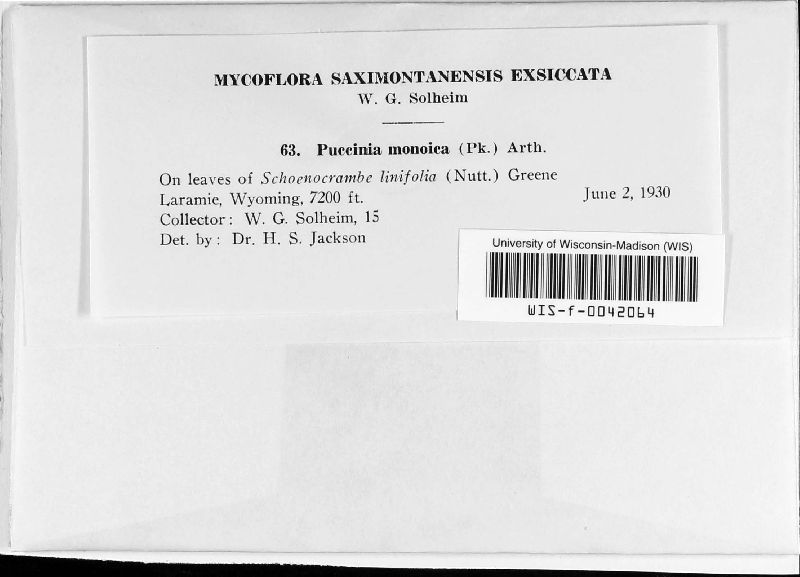 MYCOFLORA SAXIMONTANENSIS EXSICCATA
W. G. Solheim
63. Puccinia monoica (Pk.) Arth.
On leaves of Schoenocrambe linifolia (Nutt.) Greene
Laramie, Wyoming, 7200 ft. June 2, 1930
Collector: W. G. Solheim, 15
Det. by: Dr. H. S. Jackson
University of Wisconsin-Madison (WIS)
WIS-f-0042064